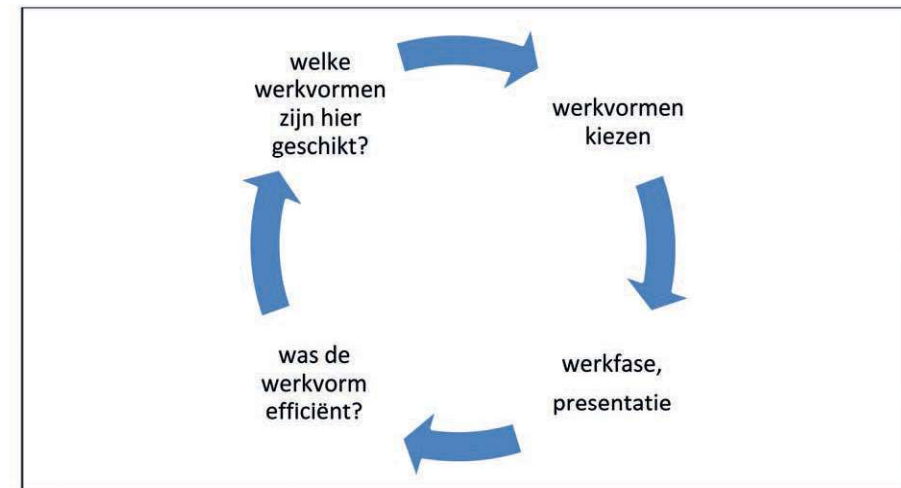 welke
werkvormen
zijn hier
geschikt?
werkvormen
kiezen
werkfase,
presentatie
was de
werkvorm
efficiënt?